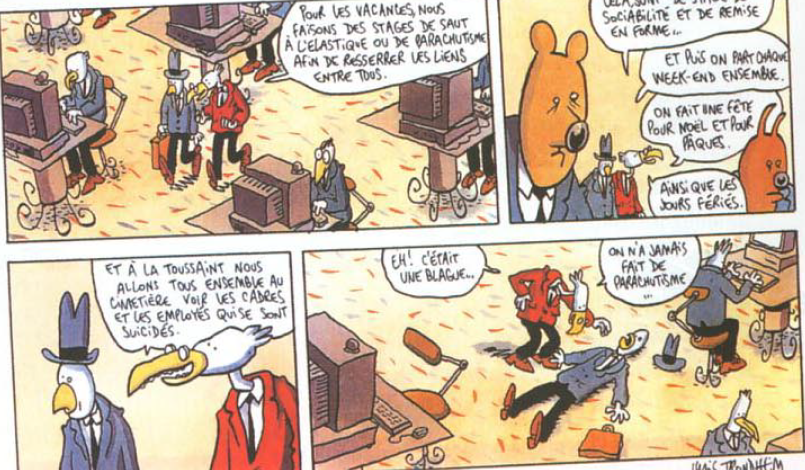 POUR LES VACANCES, NOUS
FAISONS DES STAGES DE SAUT
À L'ELASTIQUE OU DE PARACHUTISME
AFIN DE RESSERRER LES LIENS
ENTRE TOUS.
SOCIABILITÉ ET DE REMISE
EN FORME...
ET PUIS ON PART CHAQUE
WEEK-END ENSEMBLE.
ON FAIT UNE FÊTE
POUR NOËL ET POUR
PÂQUES.
AINSI QUE LES
JOURS FÉRIÉS.
ET À LA TOUSSAINT NOUS
ALLONS TOUS ENSEMBLE AU
CIMETIÈRE VOIR LES CADRES
ET LES EMPLOYÉS QUI SE SONT
SUICIDÉS.
EH! C'ÉTAIT
UNE BLAGUE...
ON N'A JAMAIS
FAIT DE
PARACHUTISME
...